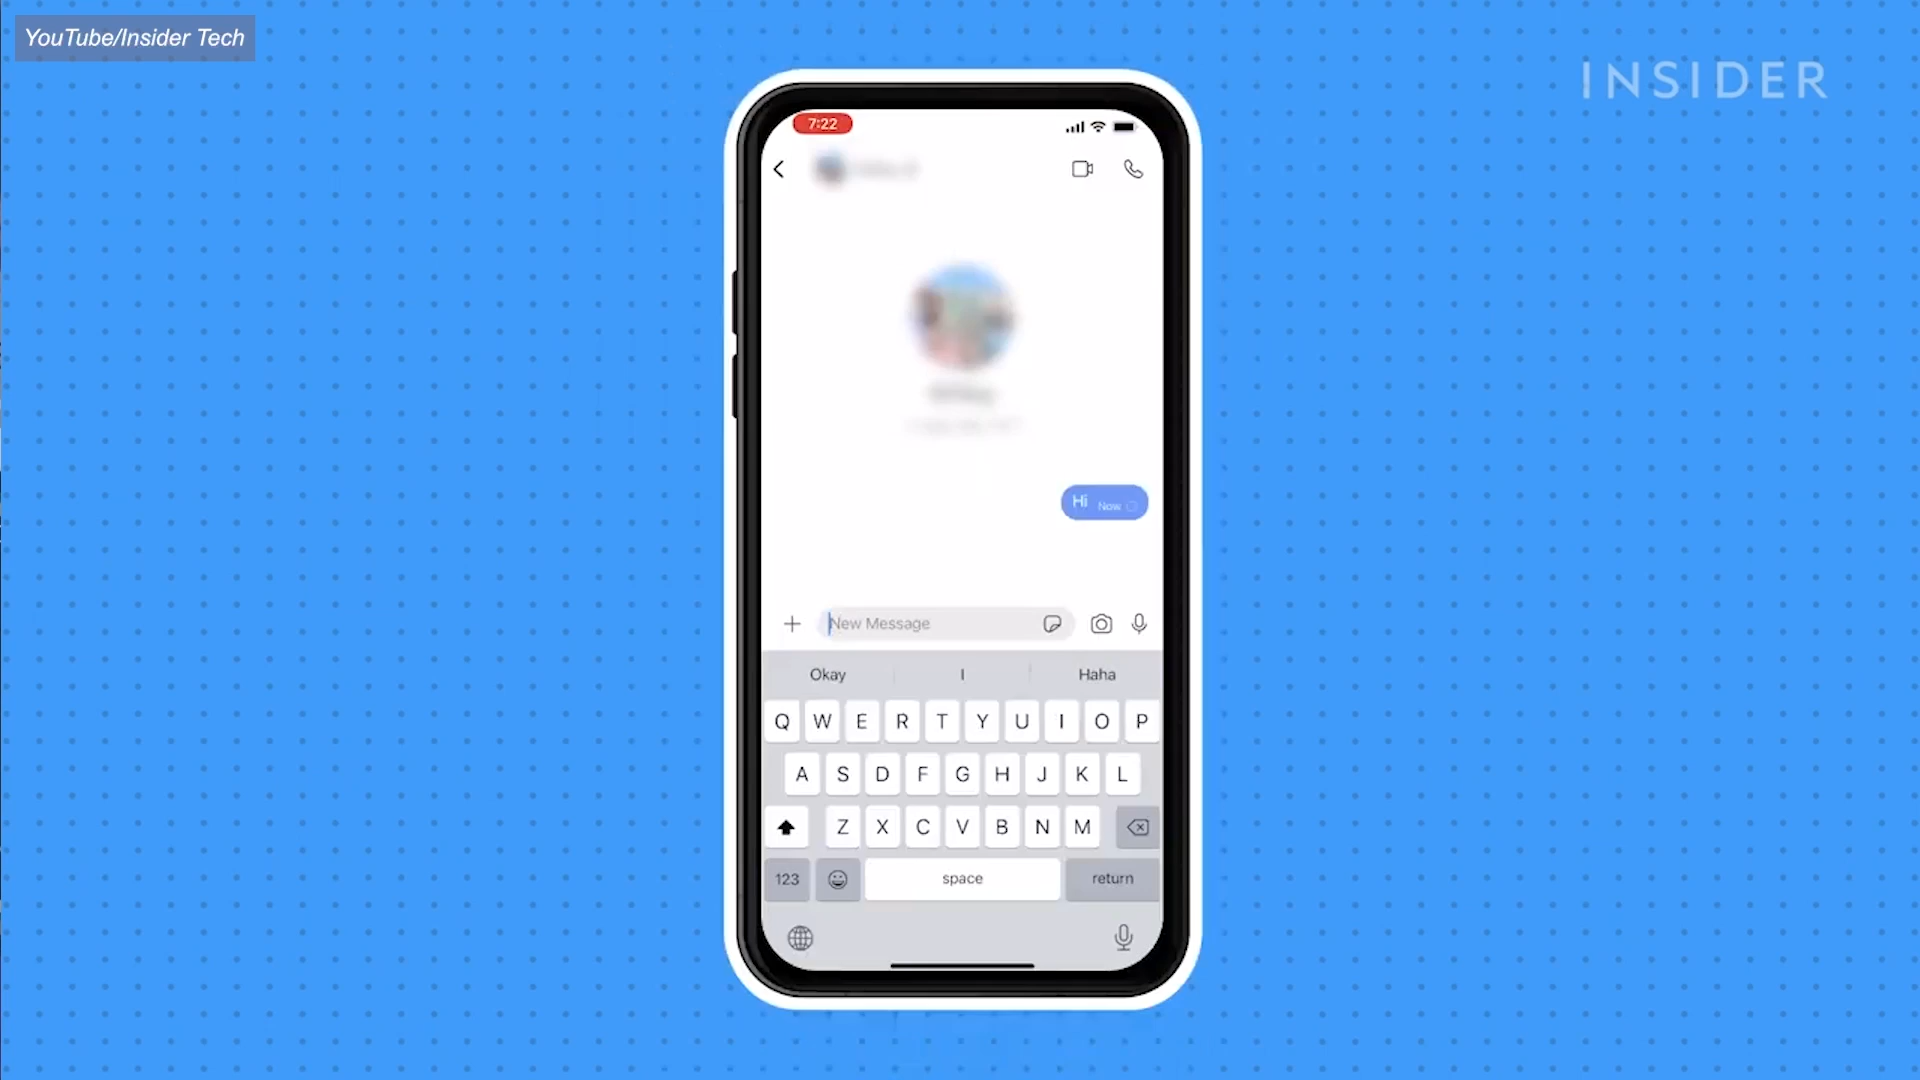 YouTube/Insider Tech
INSIDER
7:22
Hi Now
New Message
Okay I Haha
Q W E R T Y U I O P
A S D F G H J K L
Z X C V B N M
123 space return